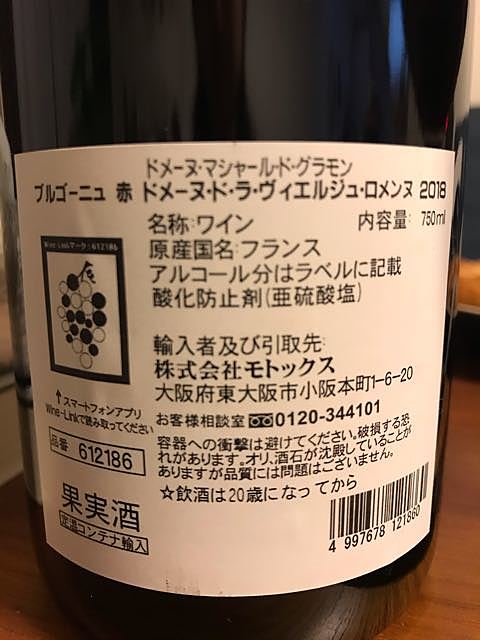 ドメーヌ・マシャール・ド・グラモン
ブルゴーニュ 赤 ドメーヌ・ド・ラ・ヴィエルジュ・ロメンヌ 2018
名称:ワイン 内容量: 750ml
原産国名:フランス
アルコール分はラベルに記載
酸化防止剤(亜硫酸塩)
Wine-Linkマーク:612186
輸入者及び引取先:
株式会社モトックス
大阪府東大阪市小阪本町1-6-20
↑スマートフォンアプリ
Wine-Linkで読み取ってください
お客様相談室 0120-344101
品番 612186
容器への衝撃は避けてください。破損する恐
れがあります。オリ、酒石が沈殿していることが
ありますが品質には問題はございません。
☆飲酒は20歳になってから
果実酒
定温コンテナ輸入
4 997678 121860